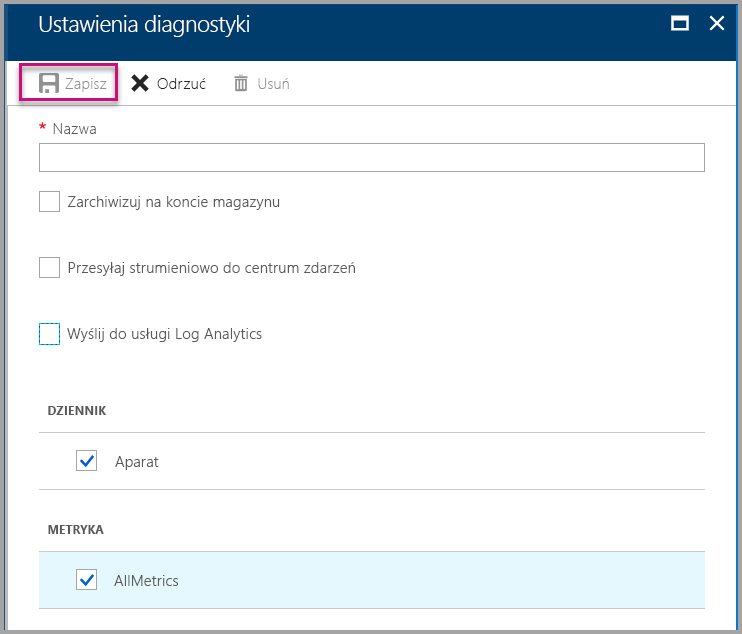 Ustawienia diagnostyki
Zapisz Odrzuć Usuń
* Nazwa
Zarchiwizuj na koncie magazynu
Przesyłaj strumieniowo do centrum zdarzeń
Wyślij do usługi Log Analytics
DZIENNIK
Aparat
METRYKA
AllMetrics